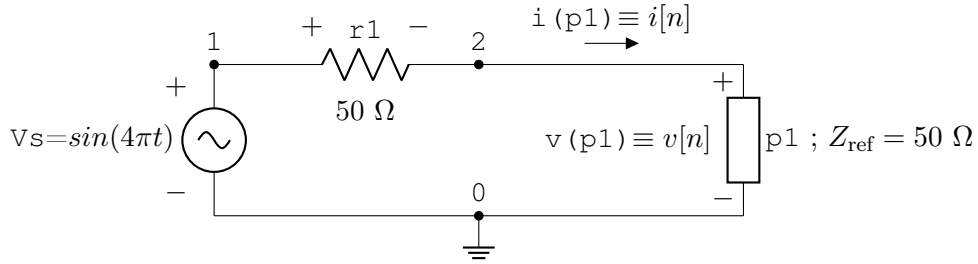 i(p1)≡ i[n]
1
+ r1 −
2
50 Ω
+
+
Vs=sin(4πt)
v(p1)≡ v[n]
p1 ; Z_ref = 50 Ω
−
0
−